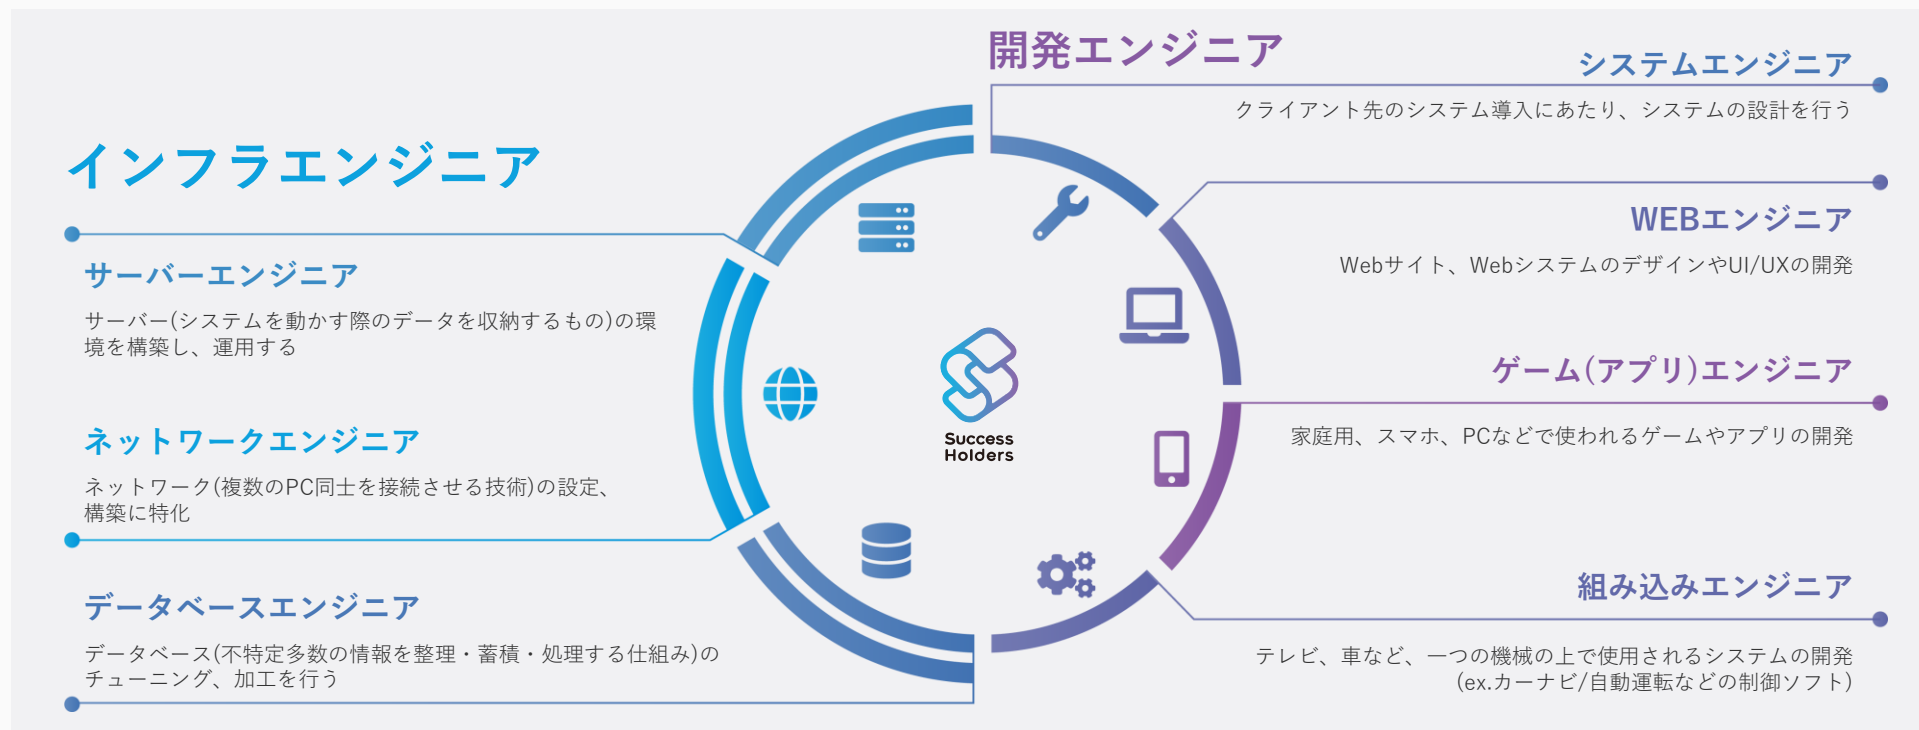 インフラエンジニア
サーバーエンジニア
サーバー(システムを動かす際のデータを収納するもの)の環
境を構築し、運用する
ネットワークエンジニア
ネットワーク(複数のPC同士を接続させる技術)の設定、
構築に特化
データベースエンジニア
データベース(不特定多数の情報を整理・蓄積・処理する仕組み)の
チューニング、加工を行う
Success
Holders
開発エンジニア
システムエンジニア
クライアント先のシステム導入にあたり、システムの設計を行う
WEBエンジニア
Webサイト、WebシステムのデザインやUI/UXの開発
ゲーム(アプリ)エンジニア
家庭用、スマホ、PCなどで使われるゲームやアプリの開発
組み込みエンジニア
テレビ、車など、一つの機械の上で使用されるシステムの開発
(ex.カーナビ/自動運転などの制御ソフト)